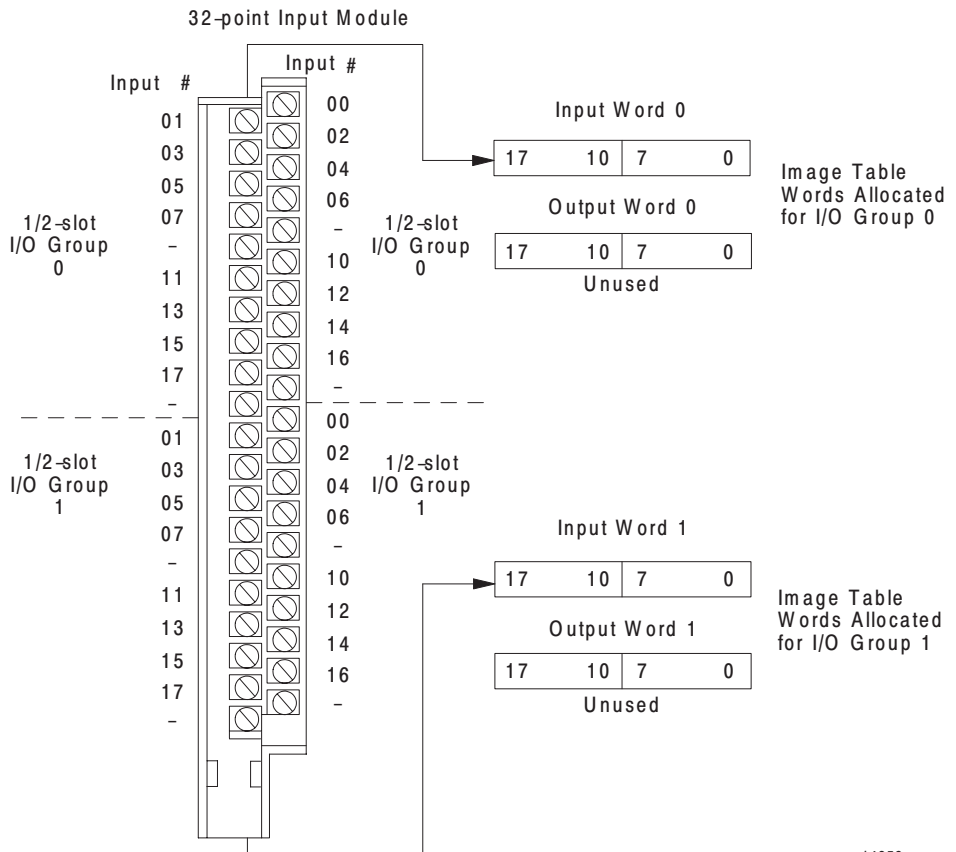 32-point Input Module
Input #
Input #
01
03
05
07
–
11
13
15
17
–
01
03
05
07
–
11
13
15
17
–
00
02
04
06
–
10
12
14
16
–
00
02
04
06
–
10
12
14
16
–
1/2-slot
I/O Group
0
1/2-slot
I/O Group
0
1/2-slot
I/O Group
1
1/2-slot
I/O Group
1
Input Word 0
17 10 7 0
Output Word 0
17 10 7 0
Unused
Image Table
Words Allocated
for I/O Group 0
Input Word 1
17 10 7 0
Output Word 1
17 10 7 0
Unused
Image Table
Words Allocated
for I/O Group 1